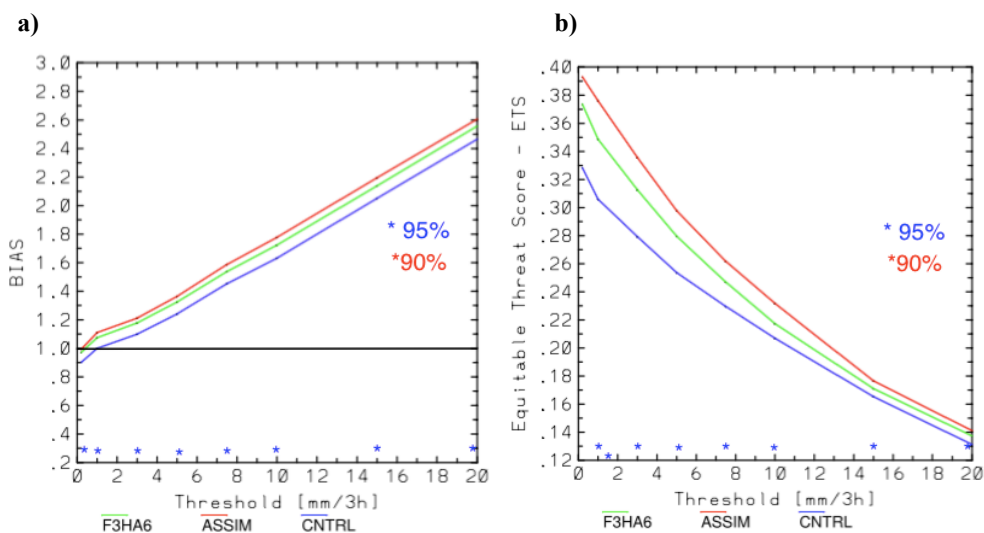 a)
3.0
2.8
2.6
2.4
2.2
2.0
1.8
1.6
1.4
1.2
1.0
.8
.6
.4
.2
BIAS
* 95%
*90%
* * * * * * * *
0 2 4 6 8 10 12 14 16 18 20
Threshold [mm/3h]
F3HA6 ASSIM CNTRL
b)
.40
.38
.36
.34
.32
.30
.28
.26
.24
.22
.20
.18
.16
.14
.12
Equitable Threat Score - ETS
* 95%
*90%
* * * * * * * *
0 2 4 6 8 10 12 14 16 18 20
Threshold [mm/3h]
F3HA6 ASSIM CNTRL